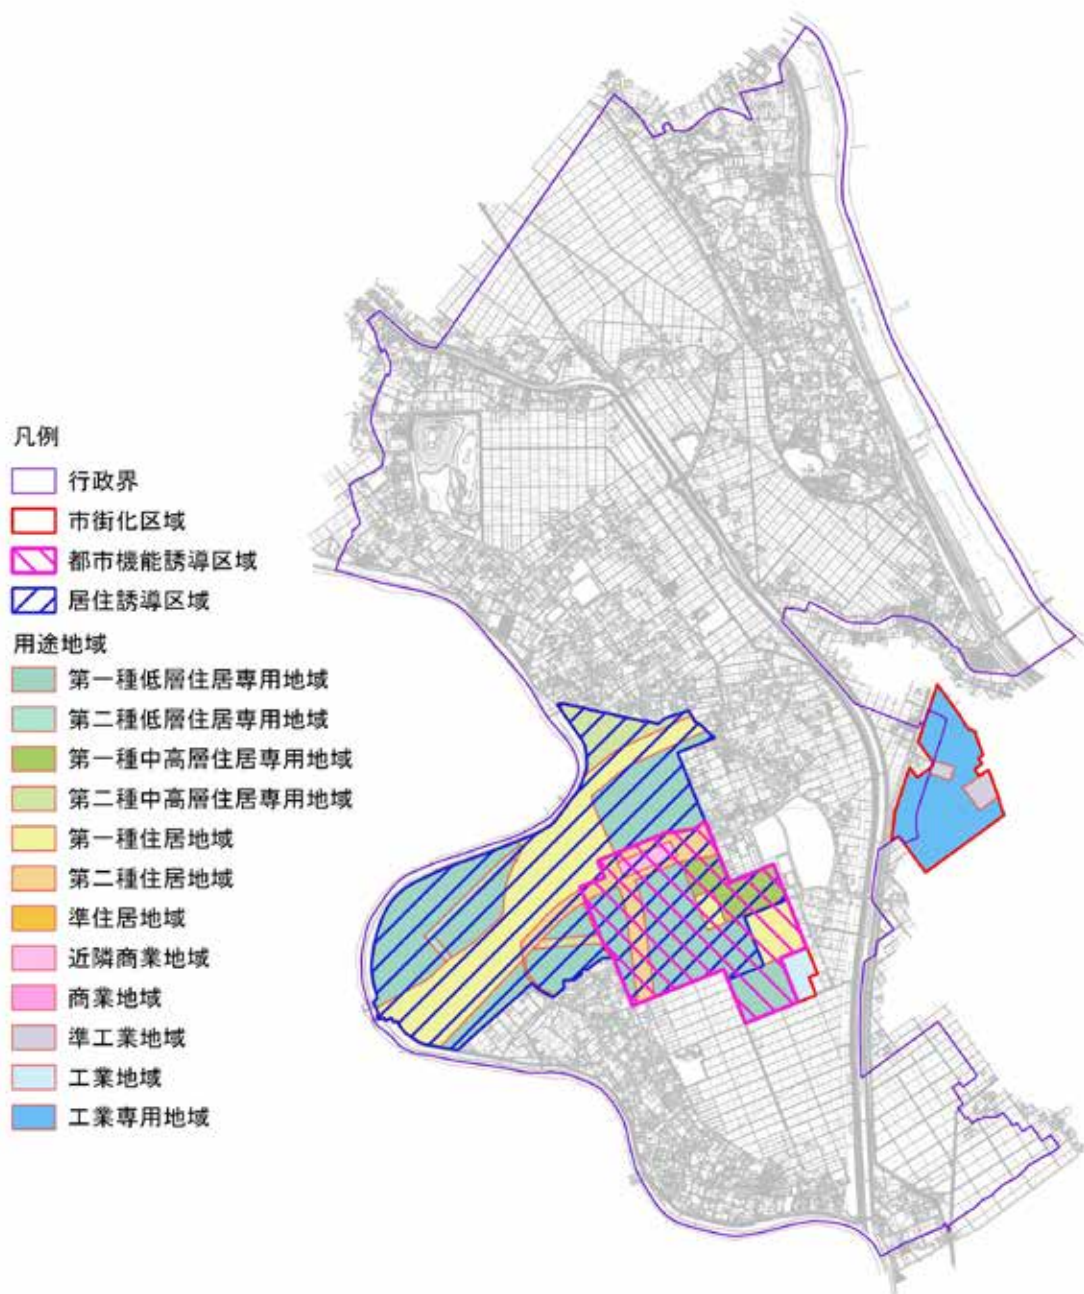 凡例
行政界
市街化区域
都市機能誘導区域
居住誘導区域
用途地域
第一種低層住居専用地域
第二種低層住居専用地域
第一種中高層住居専用地域
第二種中高層住居専用地域
第一種住居地域
第二種住居地域
準住居地域
近隣商業地域
商業地域
準工業地域
工業地域
工業専用地域